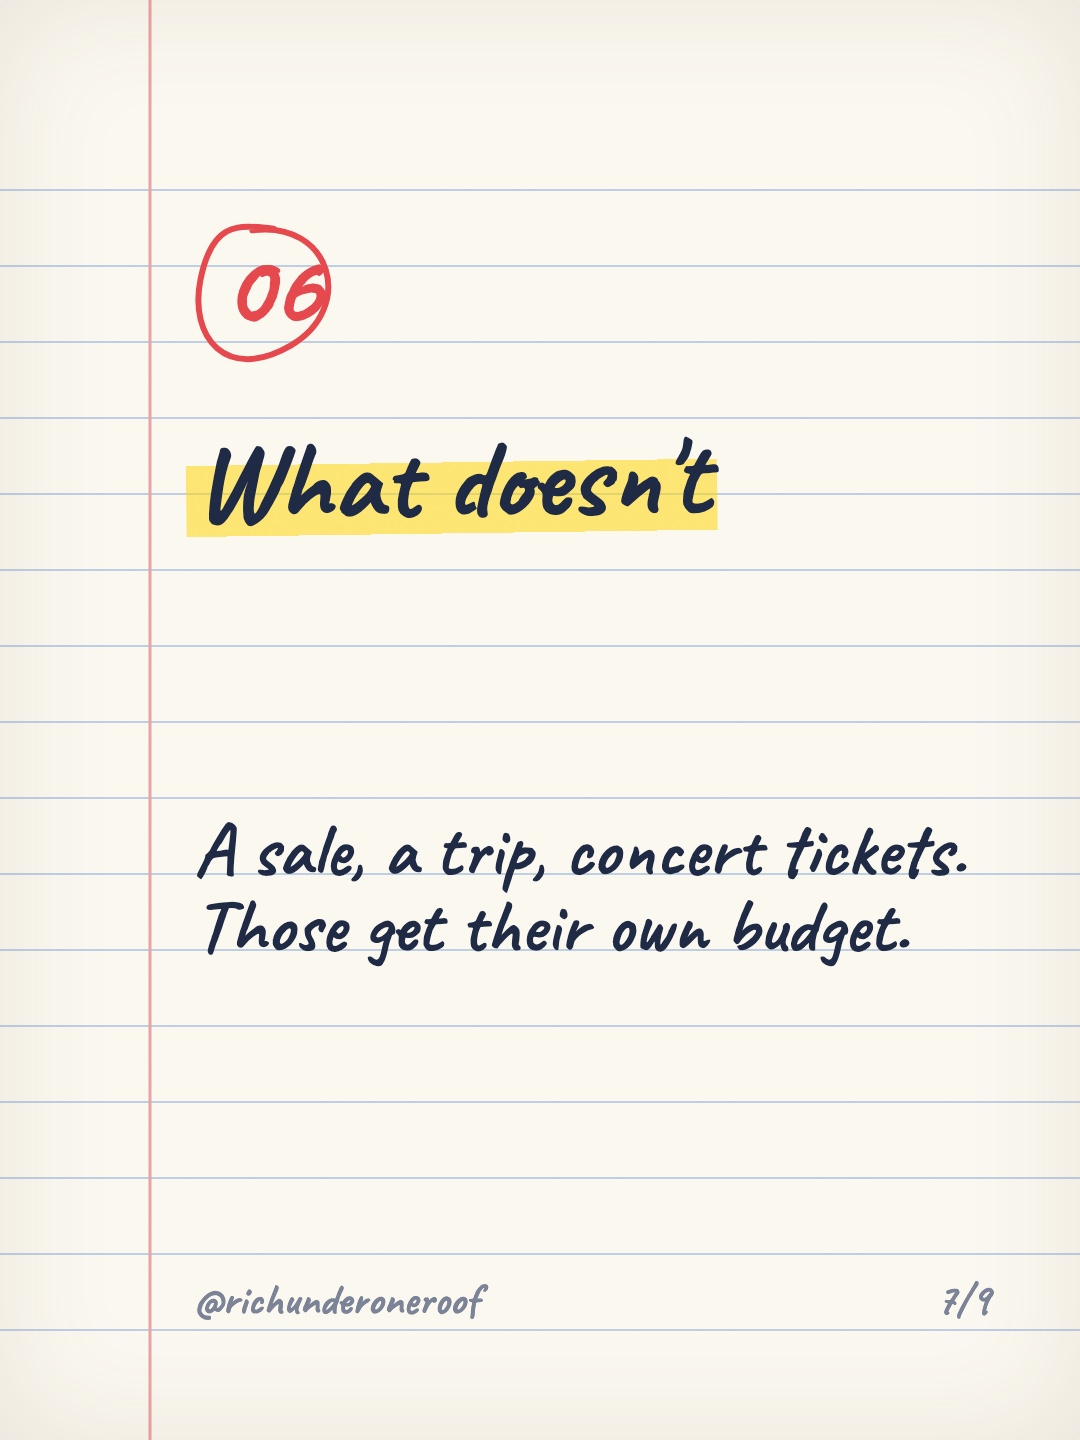 06
What doesn't
A sale, a trip, concert tickets.
Those get their own budget.
@richunderoneroof
7/9